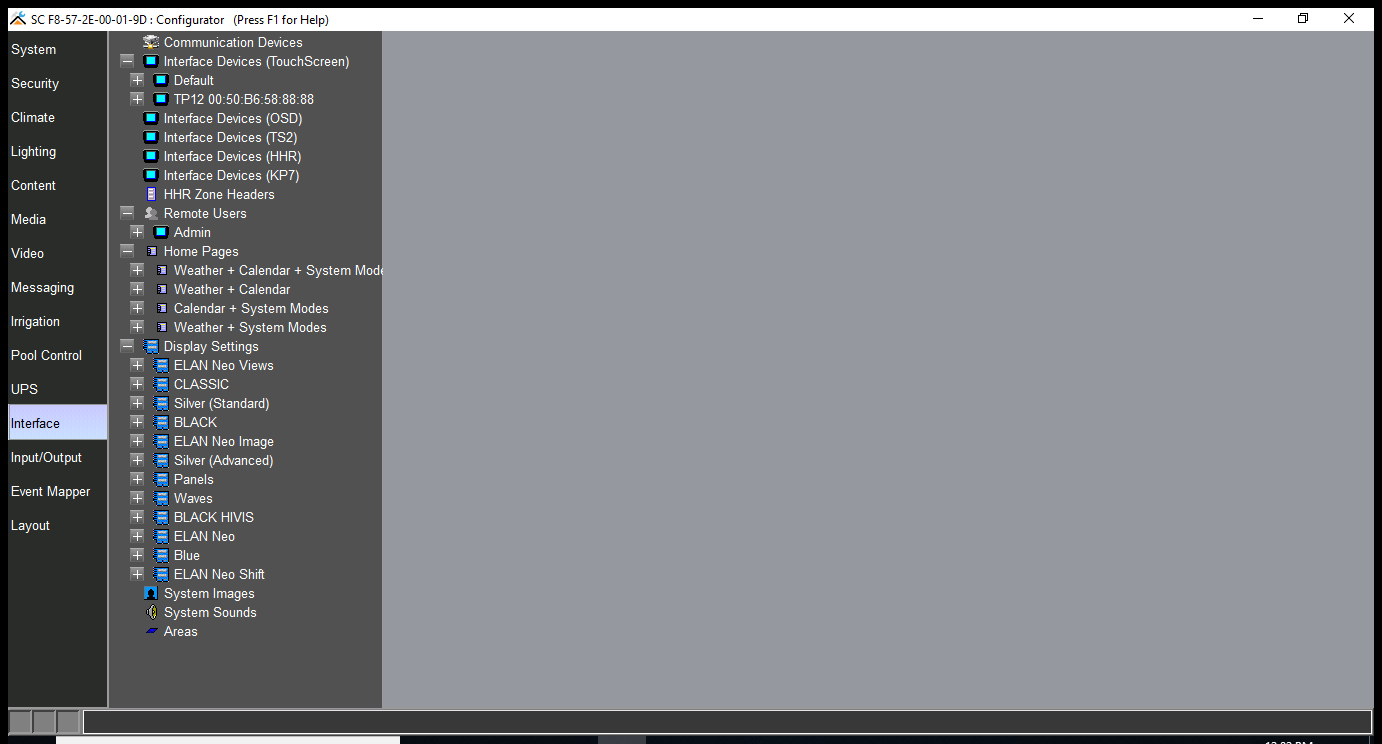 SC F8-57-2E-00-01-9D : Configurator (Press F1 for Help)
System
Security
Climate
Lighting
Content
Media
Video
Messaging
Irrigation
Pool Control
UPS
Interface
Input/Output
Event Mapper
Layout
Communication Devices
Interface Devices (TouchScreen)
Default
TP12 00:50:B6:58:88:88
Interface Devices (OSD)
Interface Devices (TS2)
Interface Devices (HHR)
Interface Devices (KP7)
HHR Zone Headers
Remote Users
Admin
Home Pages
Weather + Calendar + System Mode
Weather + Calendar
Calendar + System Modes
Weather + System Modes
Display Settings
ELAN Neo Views
CLASSIC
Silver (Standard)
BLACK
ELAN Neo Image
Silver (Advanced)
Panels
Waves
BLACK HIVIS
ELAN Neo
Blue
ELAN Neo Shift
System Images
System Sounds
Areas